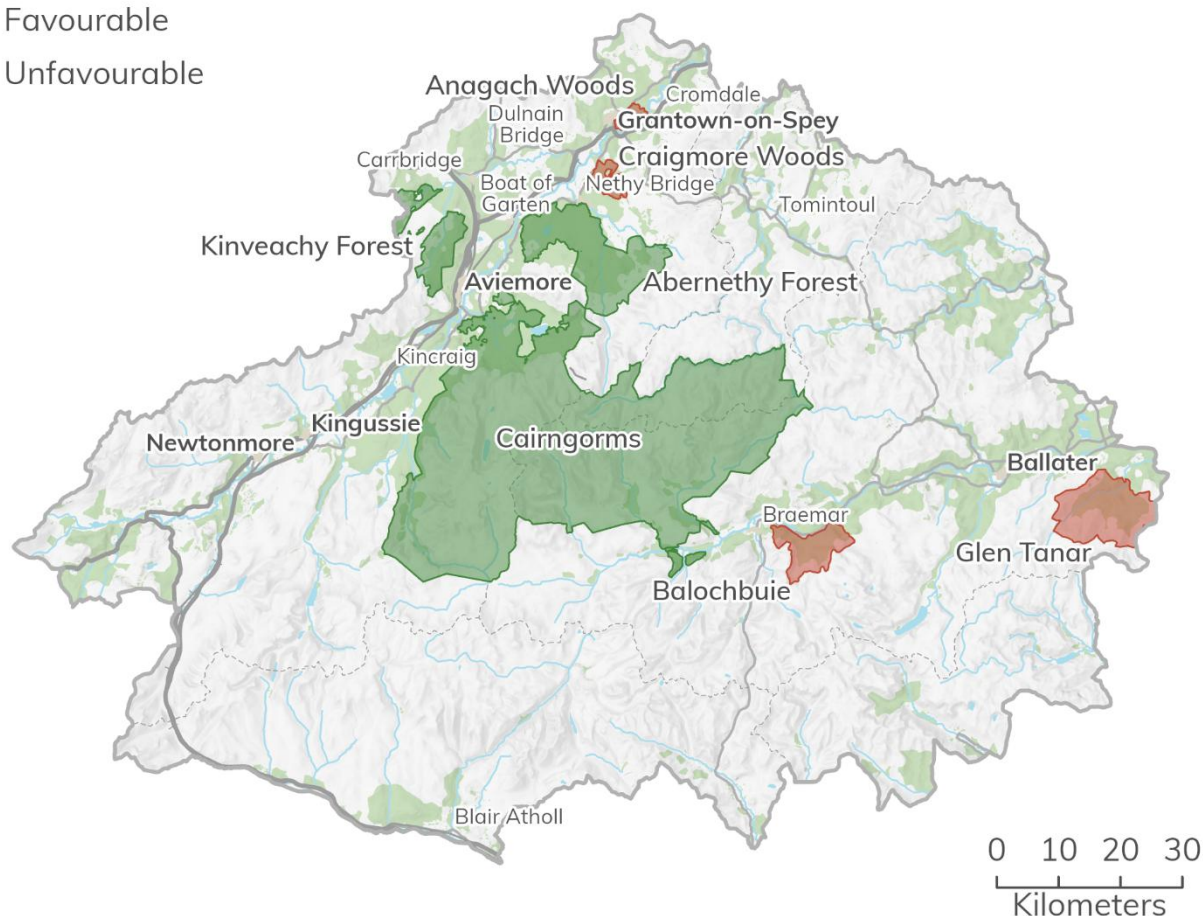 Favourable
Unfavourable
Anagach Woods
Cromdale
Dulnain
Bridge
Grantown-on-Spey
Carrbridge
Craigmore Woods
Boat of
Garten
Nethy Bridge
Tomintoul
Kinveachy Forest
Aviemore
Abernethy Forest
Kincraig
Kingussie
Newtonmore
Cairngorms
Ballater
Braemar
Glen Tanar
Balochbuie
Blair Atholl
0 10 20 30
Kilometers